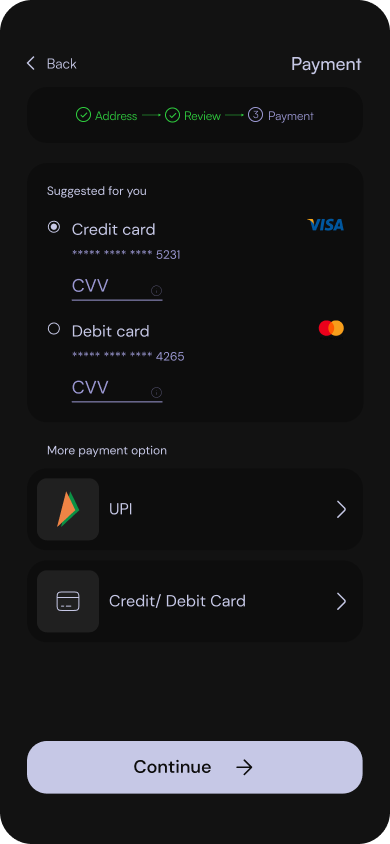 Back
Payment
Address
Review
3 Payment
Suggested for you
Credit card
VISA
***** **** **** 5231
CVV
Debit card
***** **** **** 4265
CVV
More payment option
UPI
Credit/ Debit Card
Continue